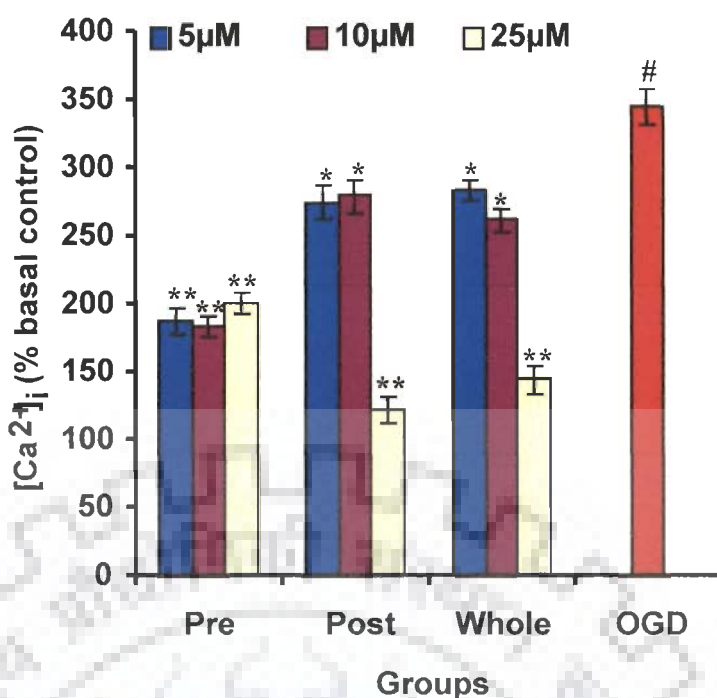 5µM 10µM 25µM
[Ca2+]i (% basal control)
400
350
300
250
200
150
100
50
0
** ** **
* * **
* * **
#
Pre Post Whole OGD
Groups